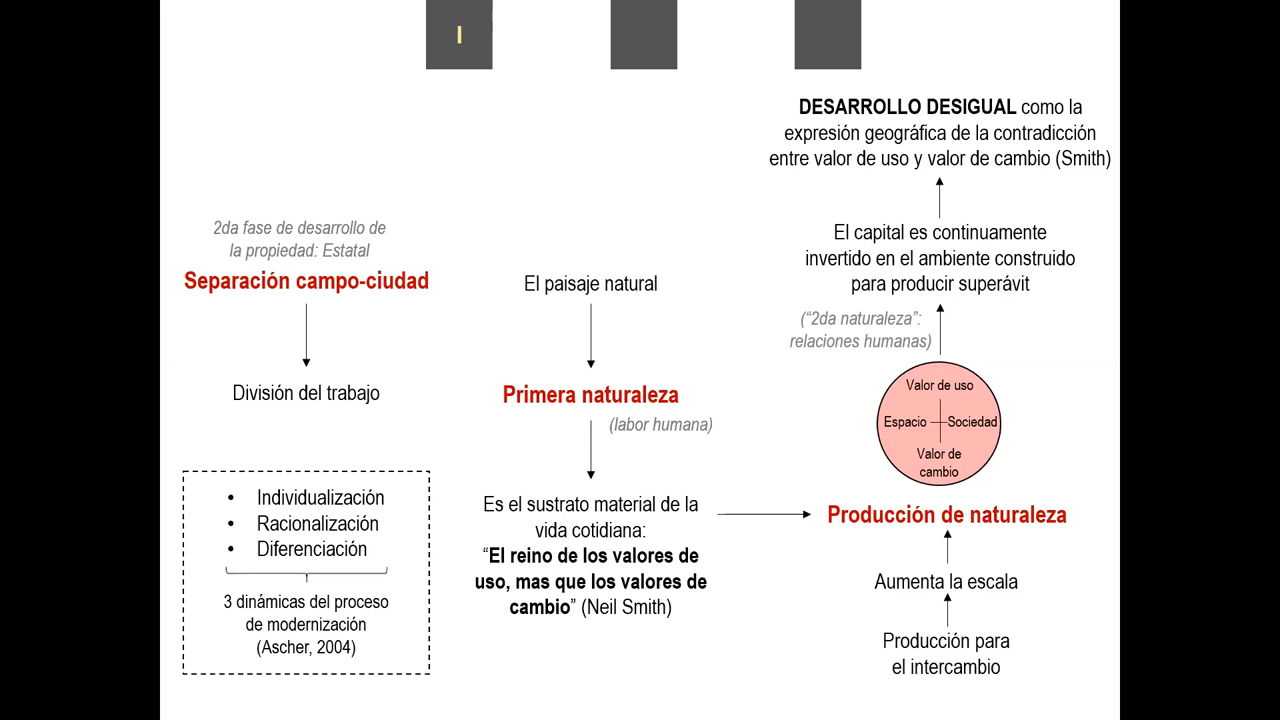 I
2da fase de desarrollo de
la propiedad: Estatal
Separación campo-ciudad
División del trabajo
• Individualización
• Racionalización
• Diferenciación
3 dinámicas del proceso
de modernización
(Ascher, 2004)
El paisaje natural
Primera naturaleza
(labor humana)
Es el sustrato material de la
vida cotidiana:
“El reino de los valores de
uso, mas que los valores de
cambio” (Neil Smith)
DESARROLLO DESIGUAL como la
expresión geográfica de la contradicción
entre valor de uso y valor de cambio (Smith)
El capital es continuamente
invertido en el ambiente construido
para producir superávit
(“2da naturaleza”:
relaciones humanas)
Valor de uso
Espacio
Sociedad
Valor de
cambio
Producción de naturaleza
Aumenta la escala
Producción para
el intercambio